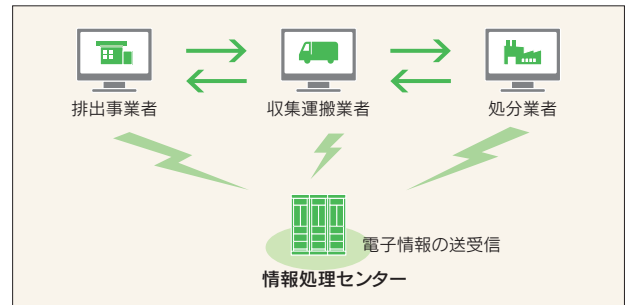 排出事業者
収集運搬業者
処分業者
電子情報の送受信
情報処理センター